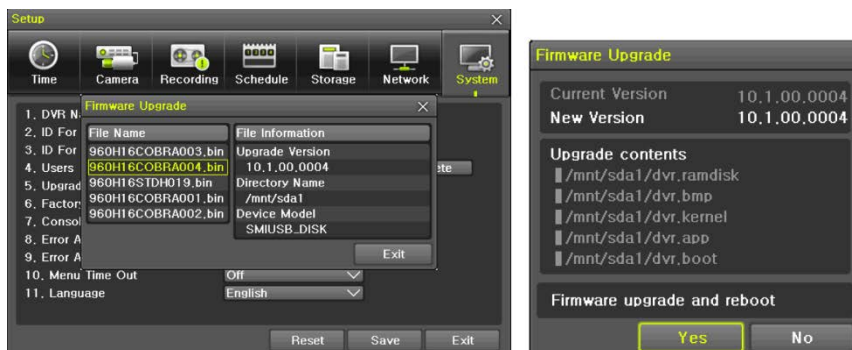 Setup
Time Camera Recording Schedule Storage Network System
1. DVR N
2. ID For
3. ID For
4. Users
5. Upgrad
6. Factor
7. Consol
8. Error A
9. Error A
10. Menu Time Out Off
11. Language English
Reset Save Exit
Firmware Upgrade
File Name
960H16COBRA003.bin
960H16COBRA004.bin
960H16STDH019.bin
960H16COBRA001.bin
960H16COBRA002.bin
File Information
Upgrade Version
10.1.00.0004
Directory Name
/mnt/sda1
Device Model
SMIUSB_DISK
Exit
Firmware Upgrade
Current Version 10.1.00.0004
New Version 10.1.00.0004
Upgrade contents
/mnt/sda1/dvr.ramdisk
/mnt/sda1/dvr.bmp
/mnt/sda1/dvr.kernel
/mnt/sda1/dvr.app
/mnt/sda1/dvr.boot
Firmware upgrade and reboot
Yes No